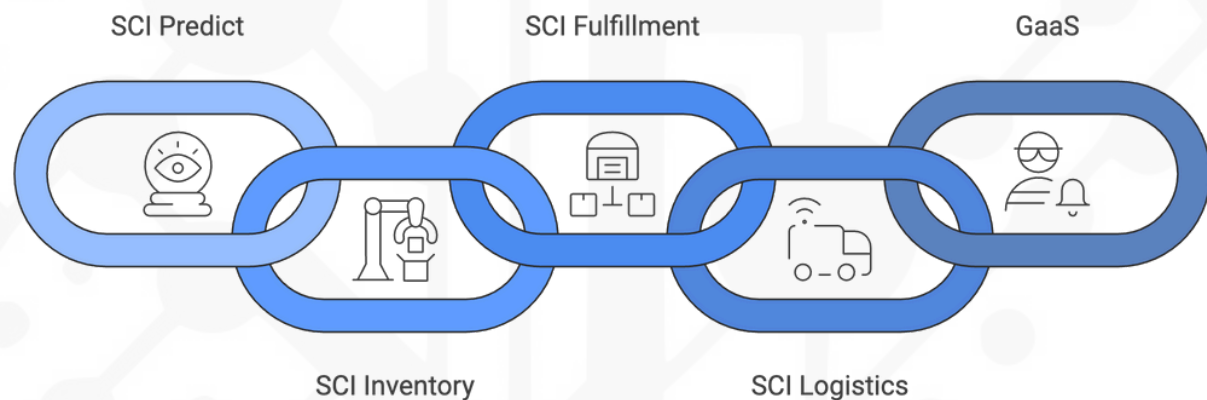 SCI Predict
SCI Fulfillment
GaaS
SCI Inventory
SCI Logistics